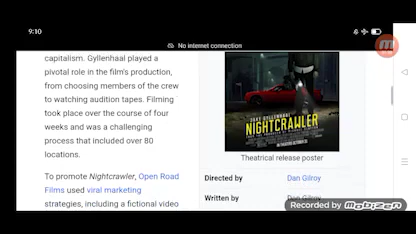 9:10
No internet connection
capitalism. Gyllenhaal played a
pivotal role in the film's production,
from choosing members of the crew
to watching audition tapes. Filming
took place over the course of four
weeks and was a challenging
process that included over 80
locations.
To promote Nightcrawler, Open Road
Films used viral marketing
strategies, including a fictional video
JAKE GYLLENHAAL
NIGHTCRAWLER
Theatrical release poster
Directed by Dan Gilroy
Written by Dan Gilroy
Recorded by Mobizen